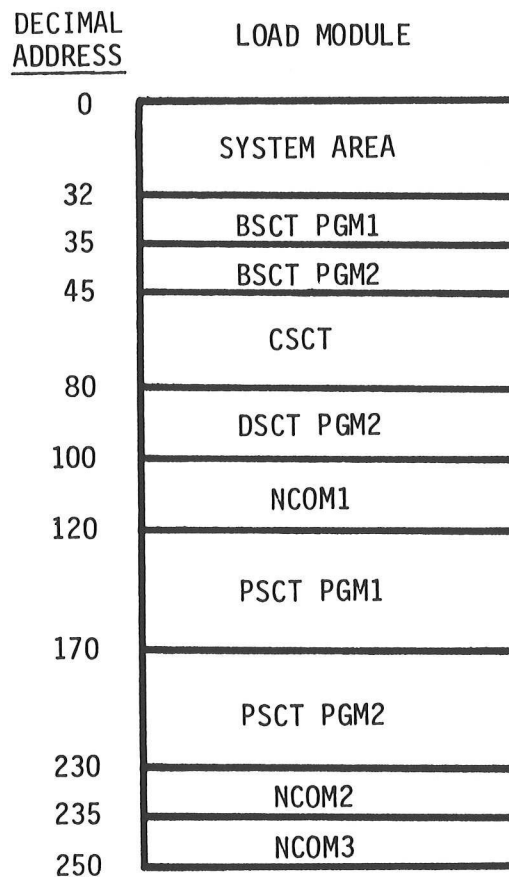 DECIMAL
ADDRESS
LOAD MODULE
0
SYSTEM AREA
32
BSCT PGM1
35
BSCT PGM2
45
CSCT
80
DSCT PGM2
100
NCOM1
120
PSCT PGM1
170
PSCT PGM2
230
NCOM2
235
NCOM3
250